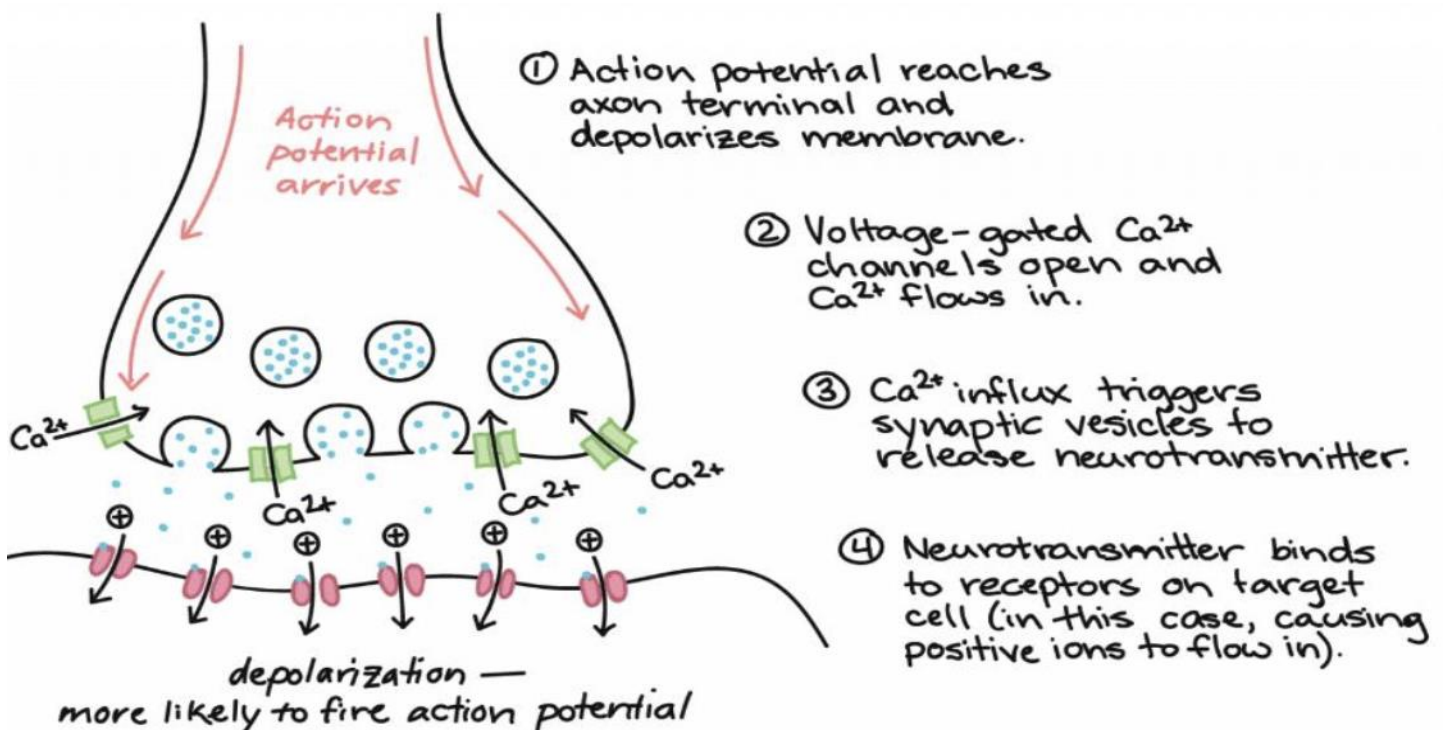 Action
potential
arrives
① Action potential reaches
axon terminal and
depolarizes membrane.
② Voltage-gated Ca²⁺
channels open and
Ca²⁺ flows in.
③ Ca²⁺ influx triggers
synaptic vesicles to
release neurotransmitter.
④ Neurotransmitter binds
to receptors on target
cell (in this case, causing
positive ions to flow in).
Ca²⁺
Ca²⁺
Ca²⁺
Ca²⁺
+ + + + + +
depolarization —
more likely to fire action potential